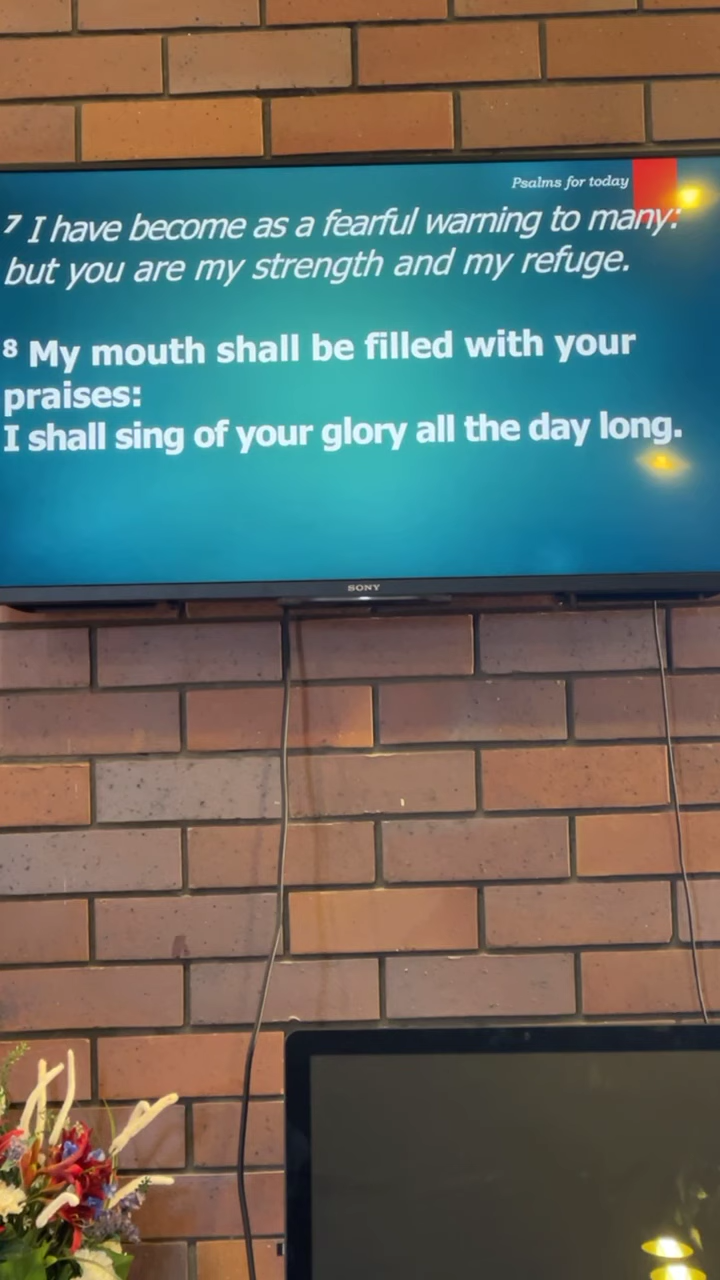 Psalms for today
7 I have become as a fearful warning to many:
but you are my strength and my refuge.
8 My mouth shall be filled with your
praises:
I shall sing of your glory all the day long.
SONY